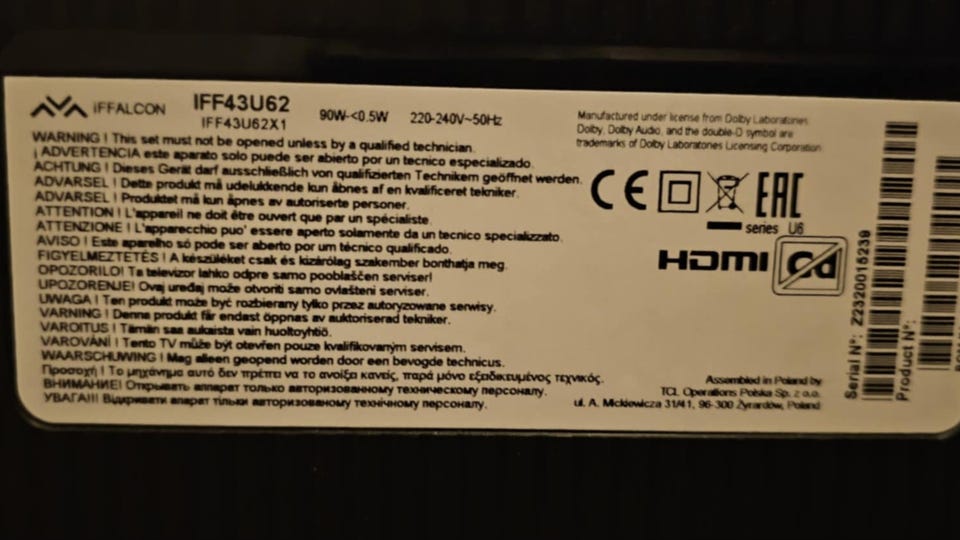 iFFALCON
IFF43U62
IFF43U62X1
90W-<0.5W
220-240V~50Hz
Manufactured under license from Dolby Laboratories.
Dolby, Dolby Audio, and the double-D symbol are
trademarks of Dolby Laboratories Licensing Corporation.
WARNING ! This set must not be opened unless by a qualified technician.
¡ ADVERTENCIA este aparato solo puede ser abierto por un tecnico especializado.
ACHTUNG ! Dieses Gerät darf ausschließlich von qualifizierten Technikern geöffnet werden.
ADVARSEL ! Dette produkt må udelukkende kun åbnes af en kvalificeret tekniker.
ADVARSEL ! Produktet må kun åpnes av autoriserte personer.
ATTENTION ! L'appareil ne doit être ouvert que par un spécialiste.
ATTENZIONE ! L'apparecchio puo' essere aperto solamente da un tecnico specializzato.
AVISO ! Este aparelho só pode ser aberto por um técnico qualificado.
FIGYELMEZTETÉS ! A készüléket csak és kizárólag szakember bonthatja meg.
OPOZORILO! Ta televizor lahko odpre samo pooblaščen serviser!
UPOZORENJE! Ovaj uređaj može otvoriti samo ovlašteni serviser.
UWAGA ! Ten produkt może być rozbierany tylko przez autoryzowane serwisy.
VARNING ! Denna produkt får endast öppnas av auktoriserad tekniker.
VAROITUS ! Tämän saa aukaista vain huoltoyhtiö.
VAROVÁNÍ ! Tento TV může být otevřen pouze kvalifikovaným servisem.
WAARSCHUWING ! Mag alleen geopend worden door een bevoegde technicus.
Προσοχή ! Το μηχάνημα αυτό δεν πρέπει να το ανοίξει κανείς, παρά μόνο εξειδικευμένος τεχνικός.
ВНИМАНИЕ! Открывать аппарат только авторизованному техническому персоналу.
УВАГА!!! Відкривати апарат тільки авторизованому технічному персоналу.
CE
EAC
series U6
HDMI
Cd
Assembled in Poland by
TCL Operations Polska Sp. z o.o.
ul. A. Mickiewicza 31/41, 96-300 Żyrardów, Poland
Serial N°: Z2320015239
Product N°: